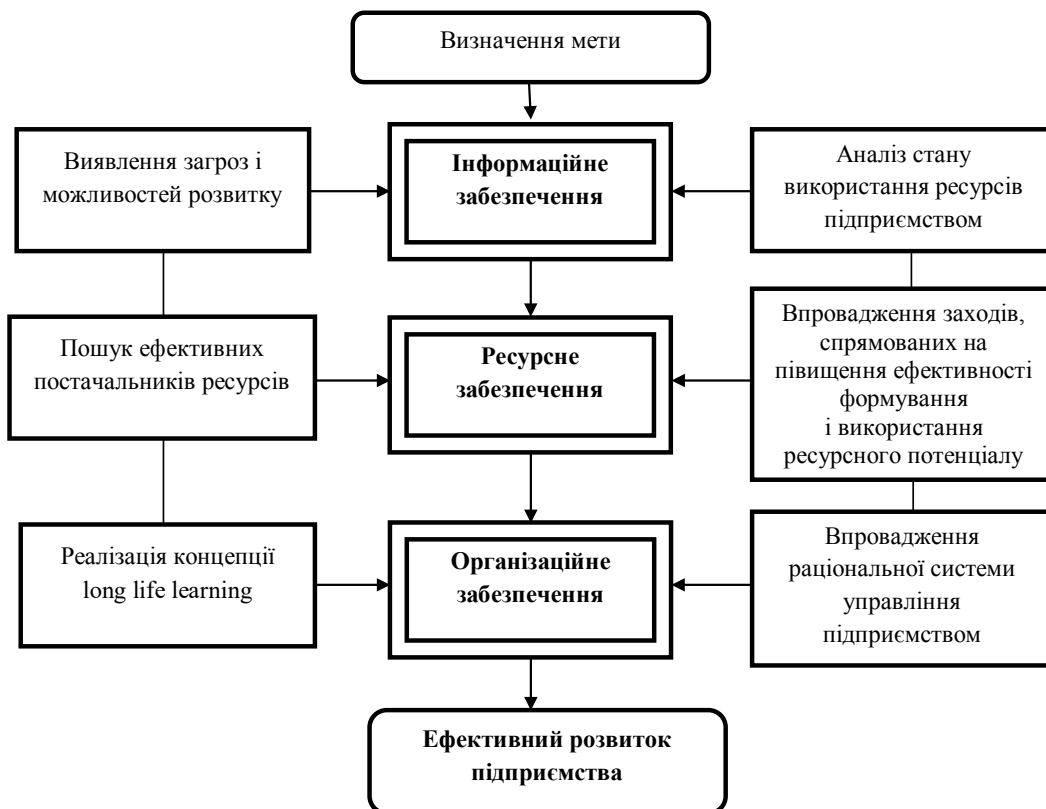 Визначення мети
Виявлення загроз і
можливостей розвитку
Інформаційне
забезпечення
Аналіз стану
використання ресурсів
підприємством
Пошук ефективних
постачальників ресурсів
Ресурсне
забезпечення
Впровадження заходів,
спрямованих на
півищення ефективності
формування
і використання
ресурсного потенціалу
Реалізація концепції
long life learning
Організаційне
забезпечення
Впровадження
раціональної системи
управління
підприємством
Ефективний розвиток
підприємства